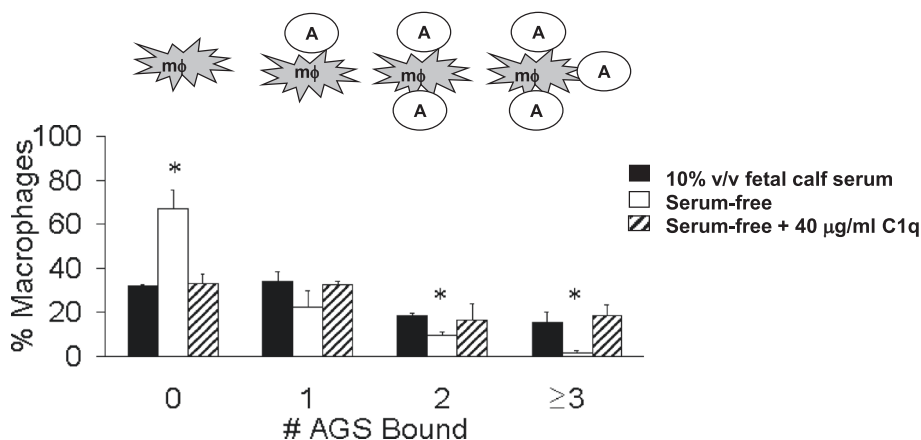 A
A
A
mϕ
mϕ
mϕ
mϕ
A
A
A
100
80
60
40
20
0
% Macrophages
*
*
*
10% v/v fetal calf serum
Serum-free
Serum-free + 40 μg/ml C1q
0
1
2
≥3
# AGS Bound